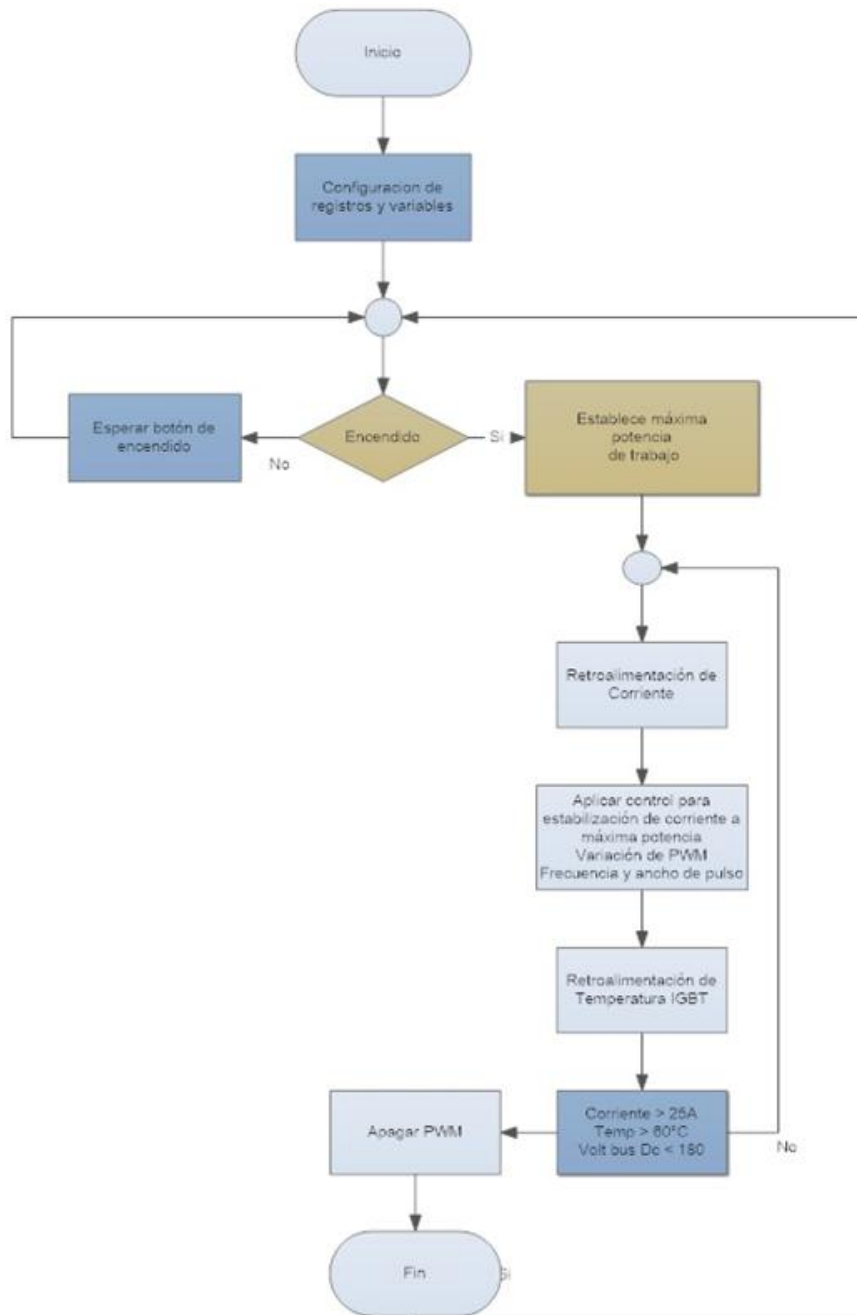 Inicio
Configuracion de
registros y variables
Esperar botón de
encendido
No
Encendido
Si
Establece máxima
potencia
de trabajo
Retroalimentación de
Corriente
Aplicar control para
estabilización de corriente a
máxima potencia
Variación de PWM
Frecuencia y ancho de pulso
Retroalimentación de
Temperatura IGBT
Apagar PWM
Corriente > 25A
Temp > 60°C
Volt bus Dc < 180
No
Fin
Si